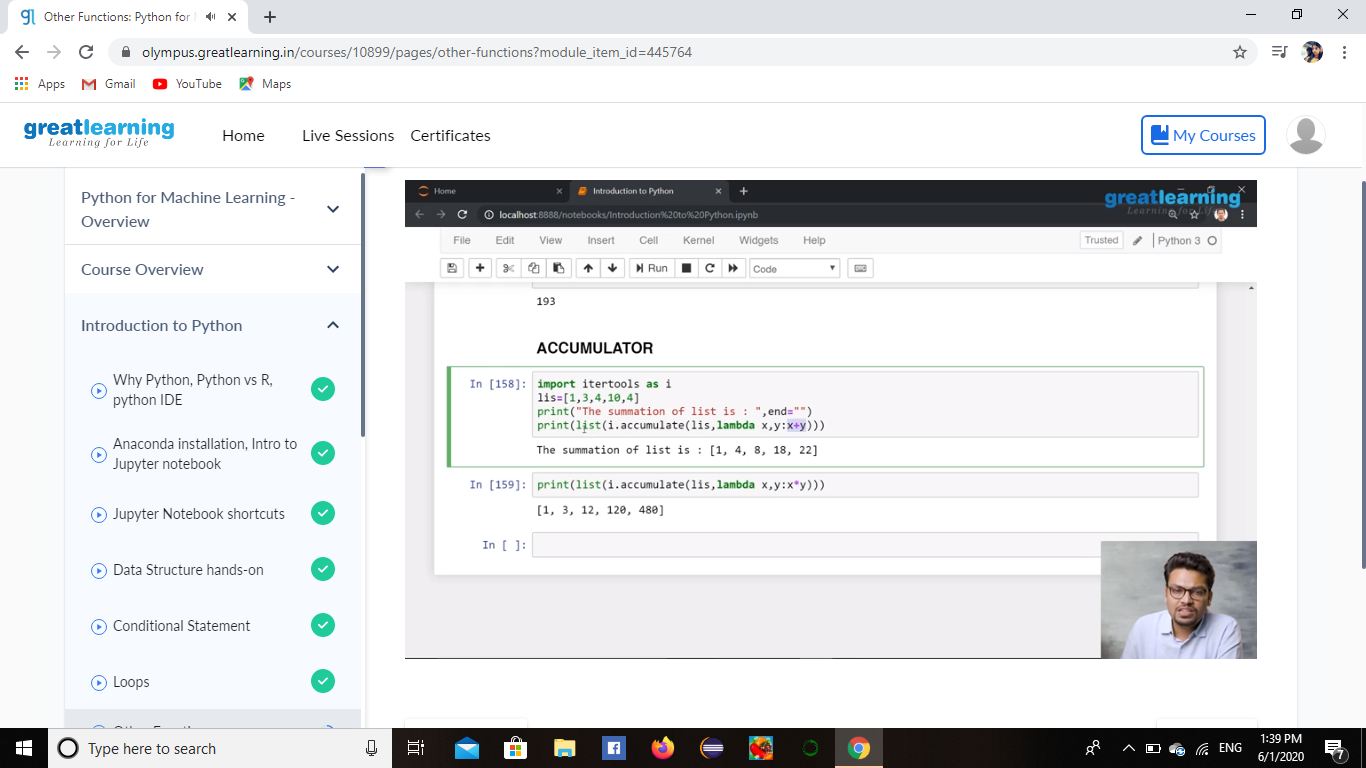 Other Functions: Python for
olympus.greatlearning.in/courses/10899/pages/other-functions?module_item_id=445764
Apps Gmail YouTube Maps
greatlearning
Learning for Life
Home Live Sessions Certificates My Courses
Python for Machine Learning -
Overview
Course Overview
Introduction to Python
Why Python, Python vs R,
python IDE
Anaconda installation, Intro to
Jupyter notebook
Jupyter Notebook shortcuts
Data Structure hands-on
Conditional Statement
Loops
Home Introduction to Python
greatlearning
Learning for Life
localhost:8888/notebooks/Introduction%20to%20Python.ipynb
File Edit View Insert Cell Kernel Widgets Help Trusted Python 3
Run Code
193
ACCUMULATOR
In [158]: import itertools as i
lis=[1,3,4,10,4]
print("The summation of list is : ",end="")
print(list(i.accumulate(lis,lambda x,y:x+y)))
The summation of list is : [1, 4, 8, 18, 22]
In [159]: print(list(i.accumulate(lis,lambda x,y:x*y)))
[1, 3, 12, 120, 480]
In [ ]:
Type here to search
ENG
1:39 PM
6/1/2020
7